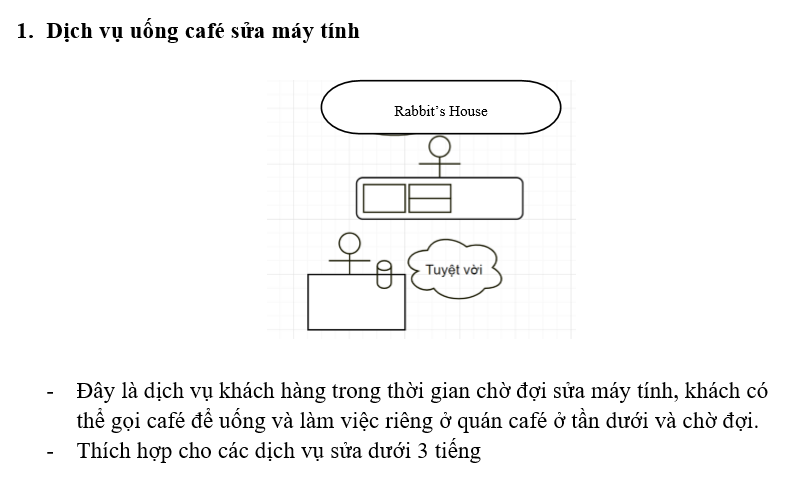 1. Dịch vụ uống café sửa máy tính
Rabbit's House
Tuyệt vời
- Đây là dịch vụ khách hàng trong thời gian chờ đợi sửa máy tính, khách có
thể gọi café để uống và làm việc riêng ở quán café ở tần dưới và chờ đợi.
- Thích hợp cho các dịch vụ sửa dưới 3 tiếng